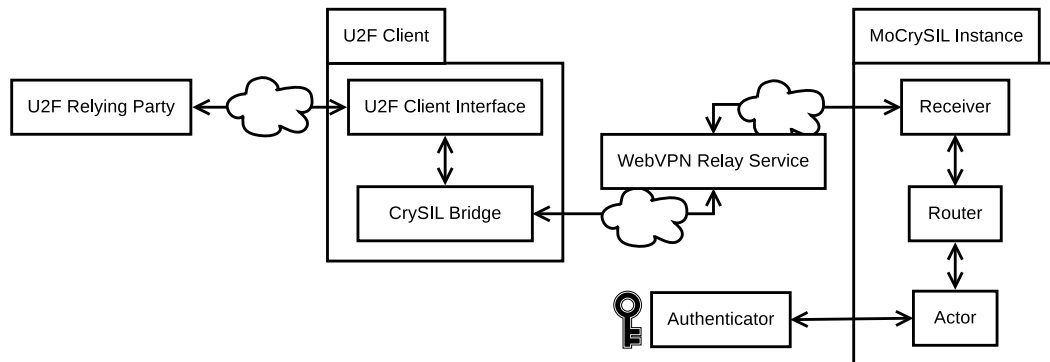 U2F Client
MoCrySIL Instance
U2F Relying Party
U2F Client Interface
Receiver
WebVPN Relay Service
CrySIL Bridge
Router
Authenticator
Actor